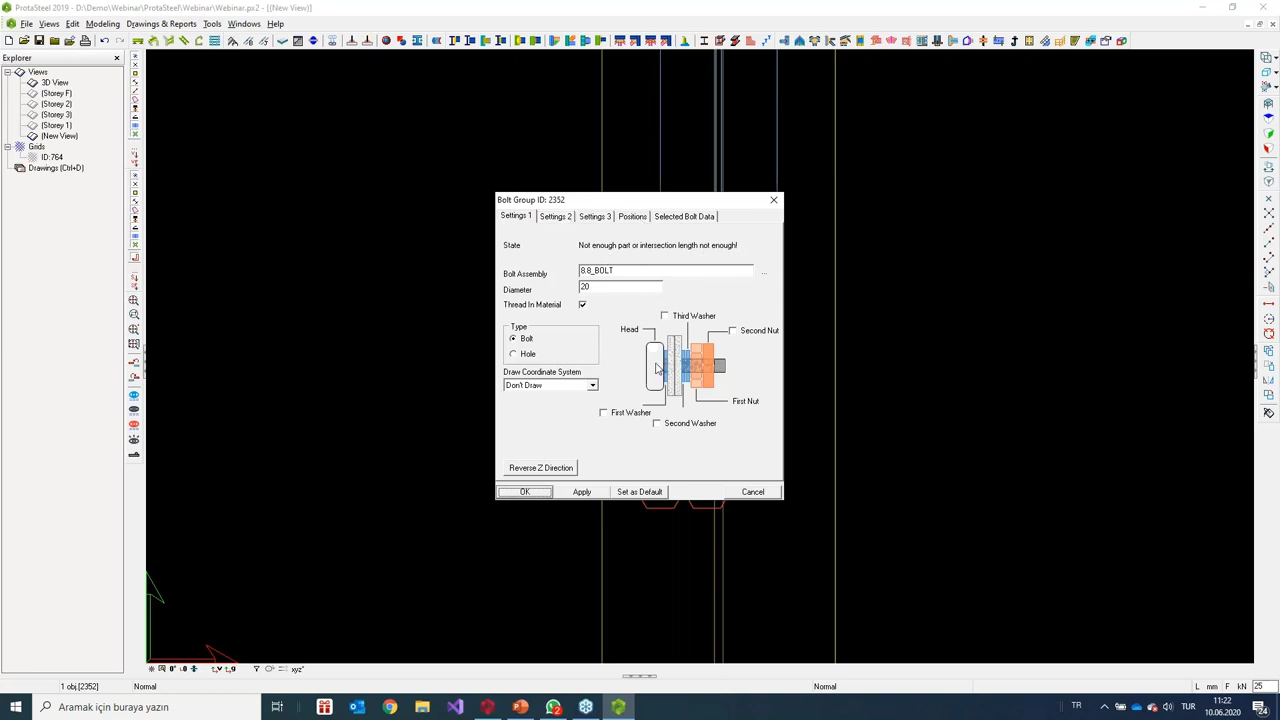 ProtaSteel 2019 - D:\Demo\Webinar\ProtaSteel\Webinar\Webinar.px2 - [(New View)]
File Views Edit Modeling Drawings & Reports Tools Windows Help
Explorer
Views
3D View
(Storey F)
(Storey 2)
(Storey 3)
(Storey 1)
(New View)
Grids
ID:764
Drawings (Ctrl+D)
Bolt Group ID: 2352
Settings 1 Settings 2 Settings 3 Positions Selected Bolt Data
State Not enough part or intersection length not enough!
Bolt Assembly 8.8_BOLT ...
Diameter 20
Thread In Material
Third Washer
Type
Head
Second Nut
Bolt
Hole
Draw Coordinate System
Don't Draw
First Nut
First Washer
Second Washer
Reverse Z Direction
OK Apply Set as Default Cancel
1 obj.[2352] Normal Normal L mm F kN 25
Aramak için buraya yazın
TUR
TR
11:22
10.06.2020
24